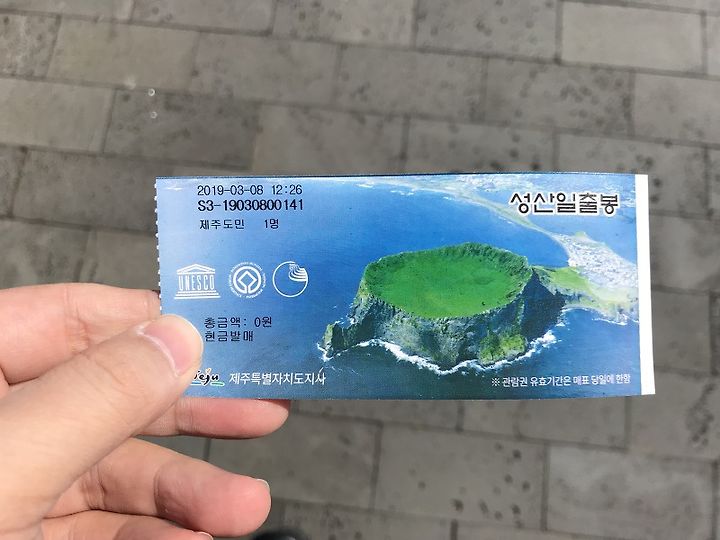 2019-03-08 12:26
S3-19030800141
제주도민 1명
성산일출봉
UNESCO
총금액: 0원
현금발매
Jeju 제주특별자치도지사
※ 관람권 유효기간은 매표 당일에 한함